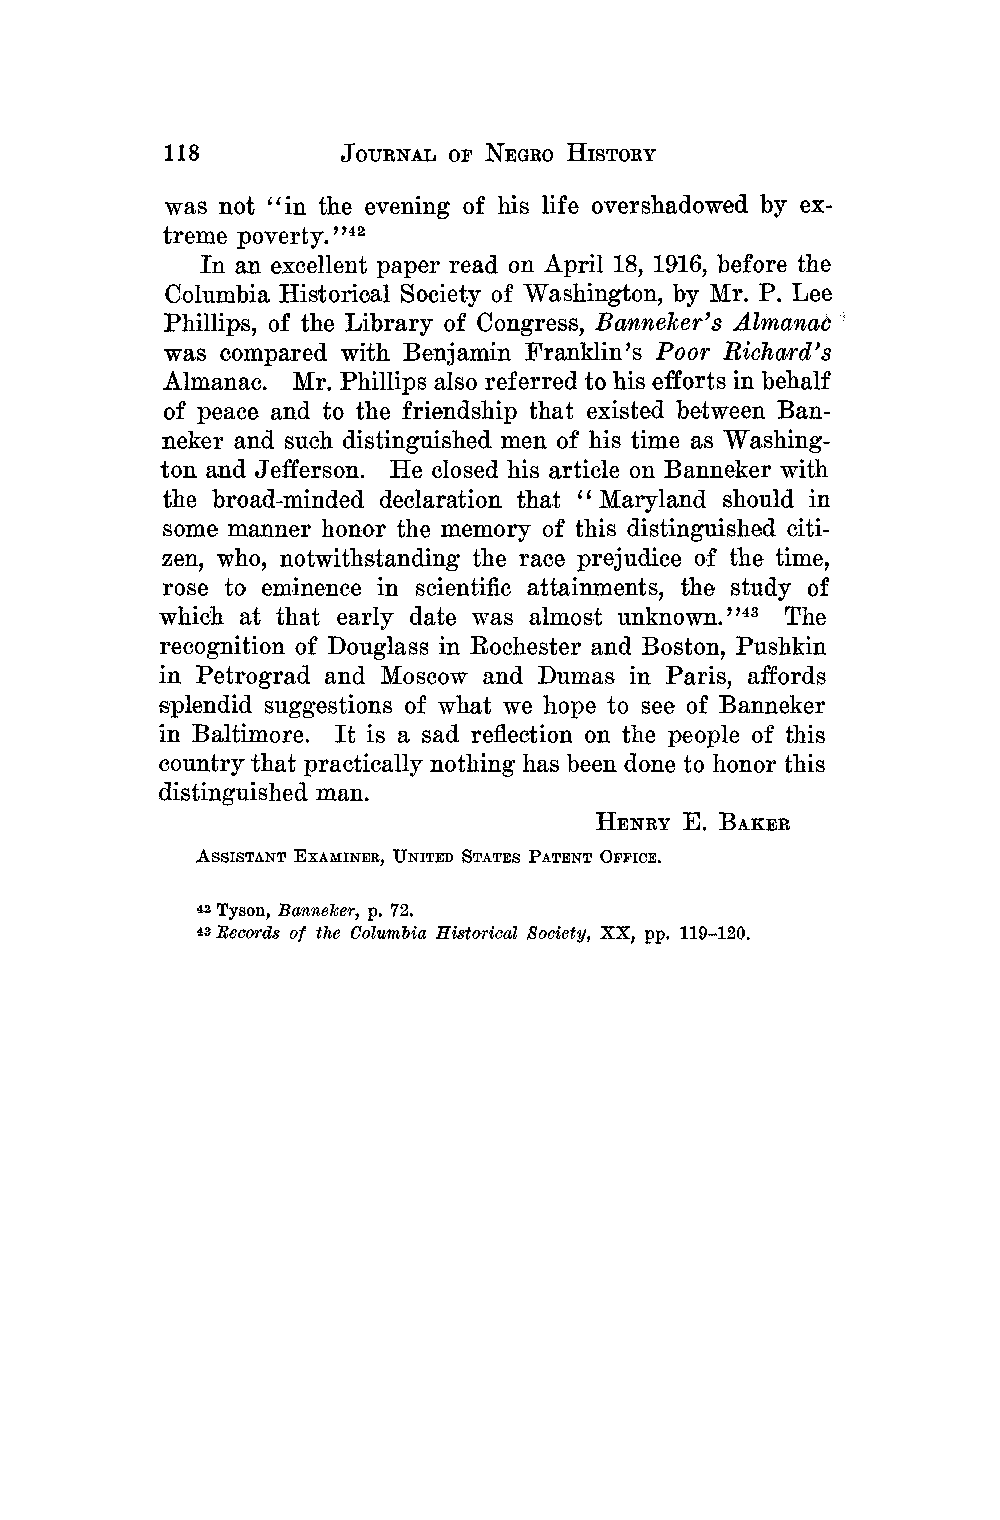 118 JOURNAL OF NEGRO HISTORY
was not "in the evening of his life overshadowed by ex-
treme poverty."42
In an excellent paper read on April 18, 1916, before the
Columbia Historical Society of Washington, by Mr. P. Lee
Phillips, of the Library of Congress, Banneker's Almanac
was compared with Benjamin Franklin's Poor Richard's
Almanac. Mr. Phillips also referred to his efforts in behalf
of peace and to the friendship that existed between Ban-
neker and such distinguished men of his time as Washing-
ton and Jefferson. He closed his article on Banneker with
the broad-minded declaration that "Maryland should in
some manner honor the memory of this distinguished citi-
zen, who, notwithstanding the race prejudice of the time,
rose to eminence in scientific attainments, the study of
which at that early date was almost unknown."43 The
recognition of Douglass in Rochester and Boston, Pushkin
in Petrograd and Moscow and Dumas in Paris, affords
splendid suggestions of what we hope to see of Banneker
in Baltimore. It is a sad reflection on the people of this
country that practically nothing has been done to honor this
distinguished man.
HENRY E. BAKER
ASSISTANT EXAMINER, UNITED STATES PATENT OFFICE.
42 Tyson, Banneker, p. 72.
43 Records of the Columbia Historical Society, XX, pp. 119–120.